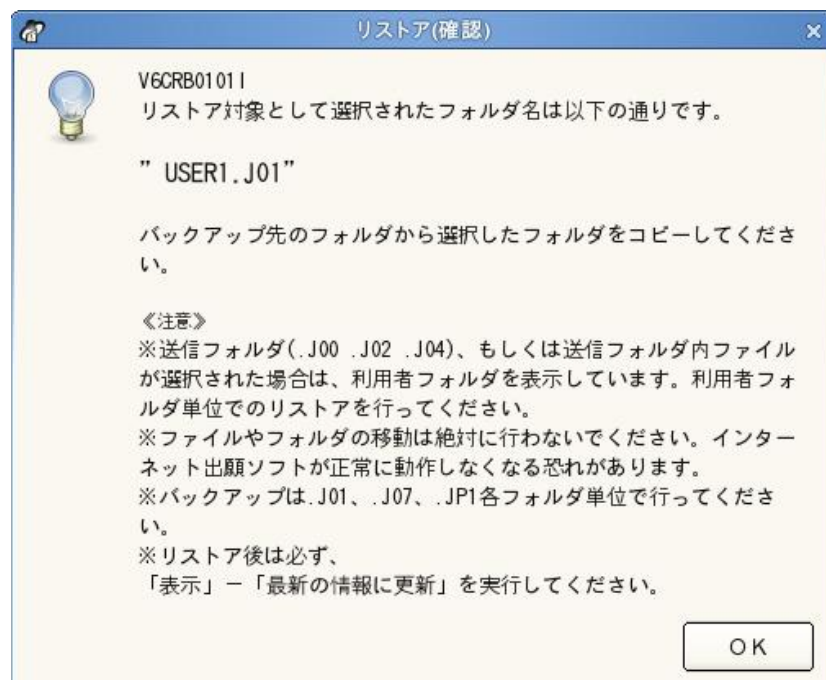 リストア(確認)
V6CRB0101I
リストア対象として選択されたフォルダ名は以下の通りです。
” USER1.J01”
バックアップ先のフォルダから選択したフォルダをコピーしてくださ
い。
≪注意≫
※送信フォルダ(.J00 .J02 .J04)、もしくは送信フォルダ内ファイル
が選択された場合は、利用者フォルダを表示しています。利用者フォ
ルダ単位でのリストアを行ってください。
※ファイルやフォルダの移動は絶対に行わないでください。インター
ネット出願ソフトが正常に動作しなくなる恐れがあります。
※バックアップは.J01、.J07、.JP1各フォルダ単位で行ってくださ
い。
※リストア後は必ず、
「表示」－「最新の情報に更新」を実行してください。
OK